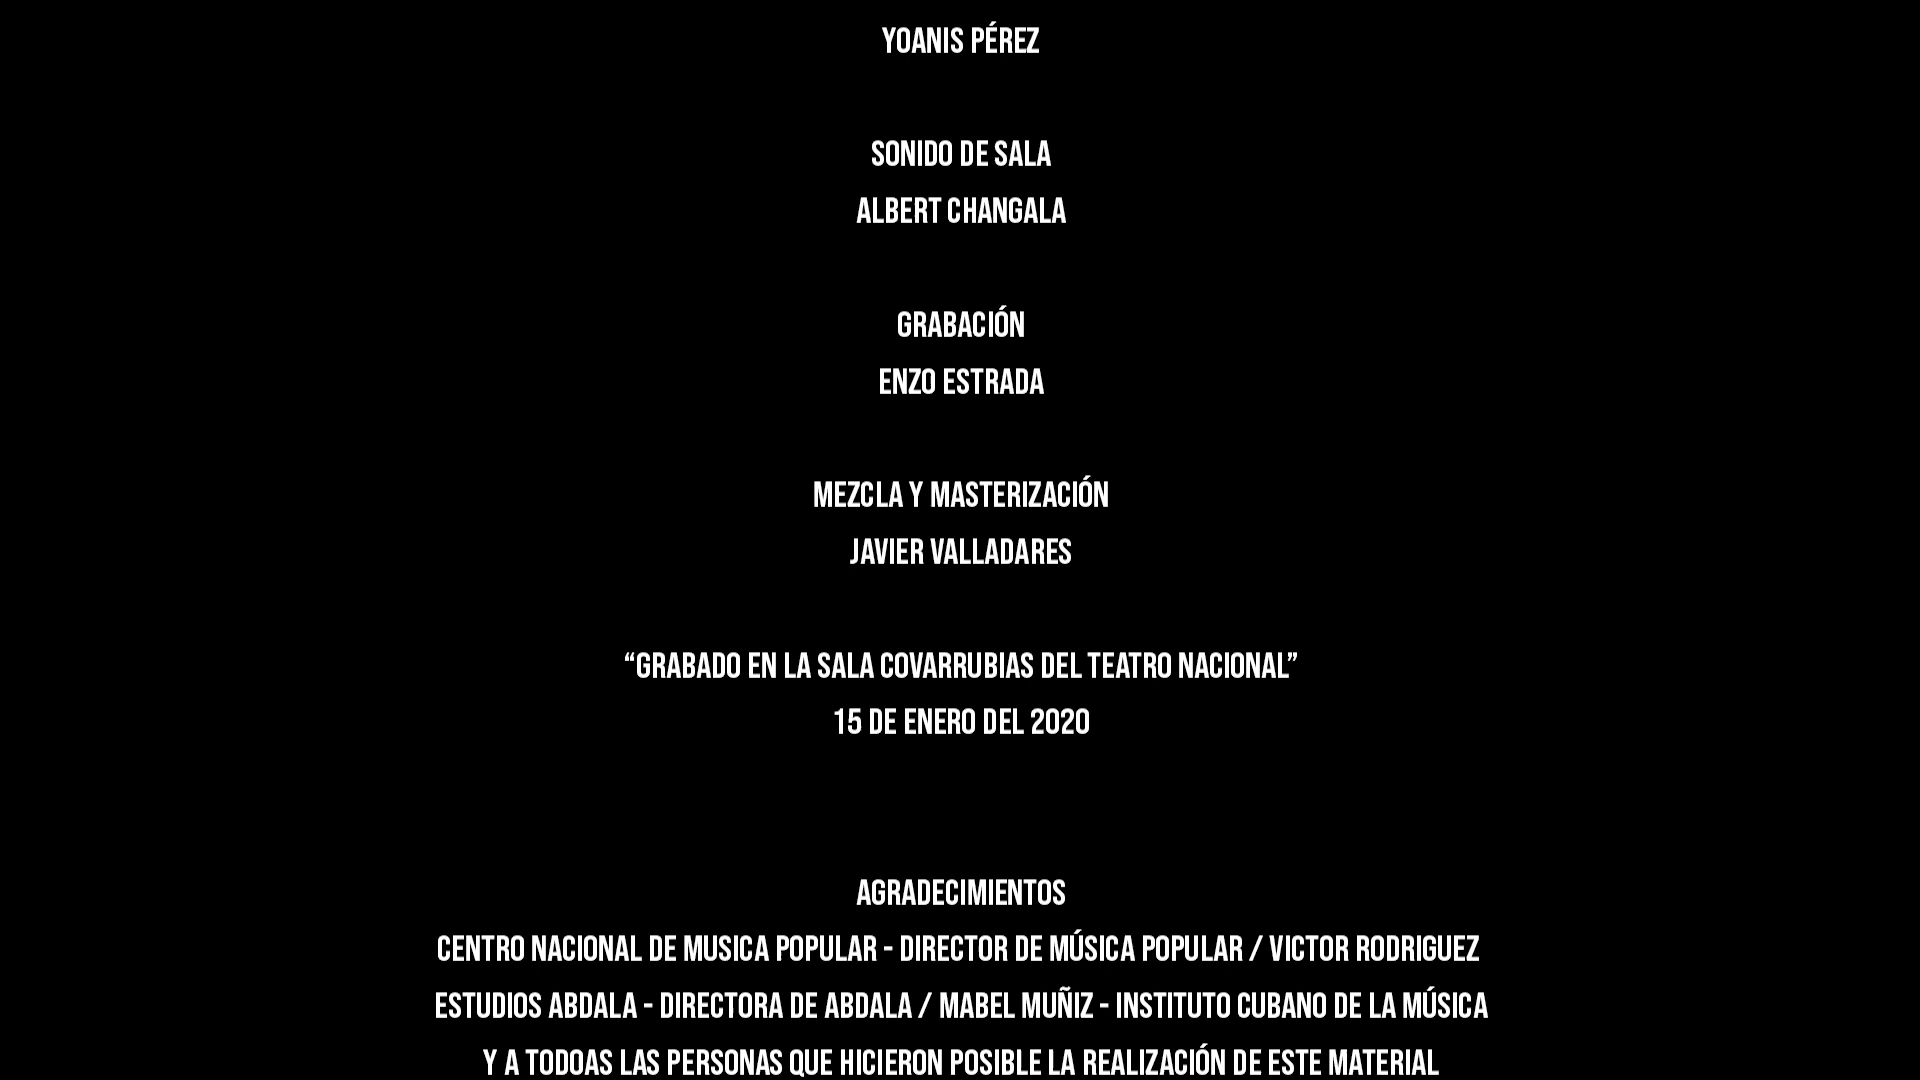 YOANIS PÉREZ
SONIDO DE SALA
ALBERT CHANGALA
GRABACIÓN
ENZO ESTRADA
MEZCLA Y MASTERIZACIÓN
JAVIER VALLADARES
“GRABADO EN LA SALA COVARRUBIAS DEL TEATRO NACIONAL”
15 DE ENERO DEL 2020
AGRADECIMIENTOS
CENTRO NACIONAL DE MUSICA POPULAR - DIRECTOR DE MÚSICA POPULAR / VICTOR RODRIGUEZ
ESTUDIOS ABDALA - DIRECTORA DE ABDALA / MABEL MUÑIZ - INSTITUTO CUBANO DE LA MÚSICA
Y A TODOAS LAS PERSONAS QUE HICIERON POSIBLE LA REALIZACIÓN DE ESTE MATERIAL